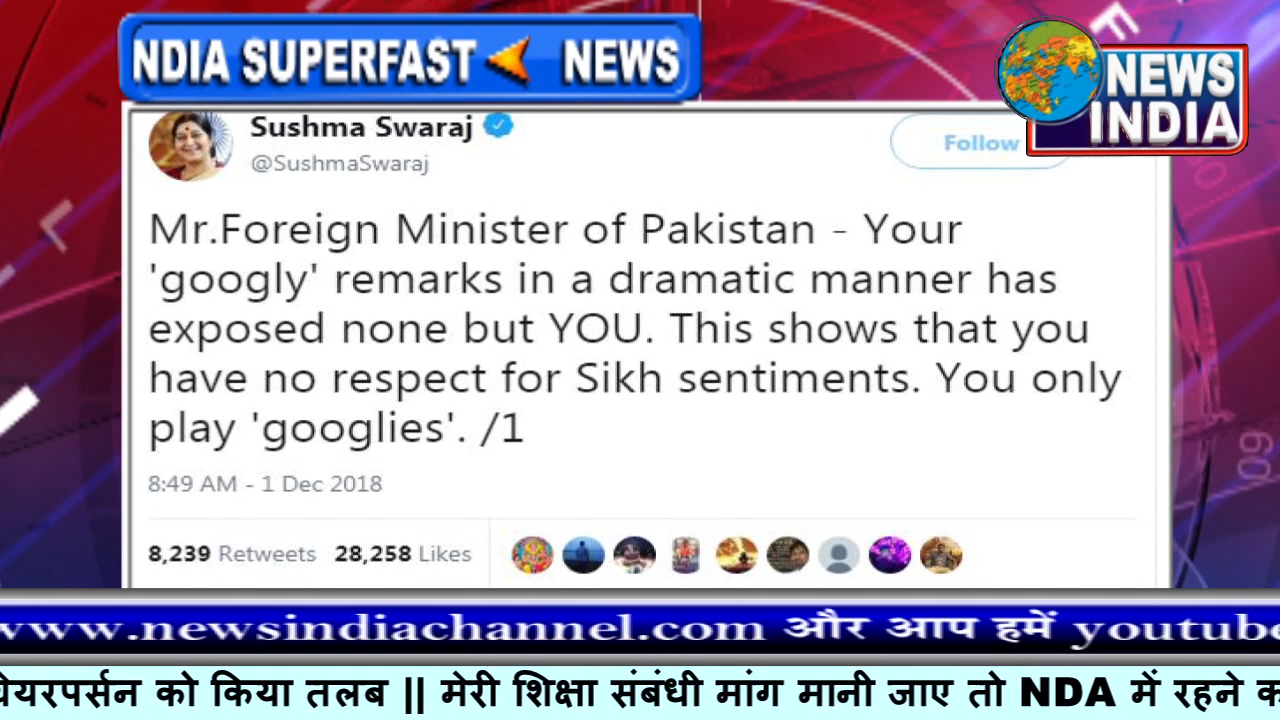 NDIA SUPERFAST NEWS
NEWS
INDIA
Sushma Swaraj
@SushmaSwaraj
Follow
Mr.Foreign Minister of Pakistan - Your
'googly' remarks in a dramatic manner has
exposed none but YOU. This shows that you
have no respect for Sikh sentiments. You only
play 'googlies'. /1
8:49 AM - 1 Dec 2018
8,239 Retweets 28,258 Likes
www.newsindiachannel.com और आप हमें youtube
को किया तलब || मेरी शिक्षा संबंधी मांग मानी जाए तो NDA में रहने